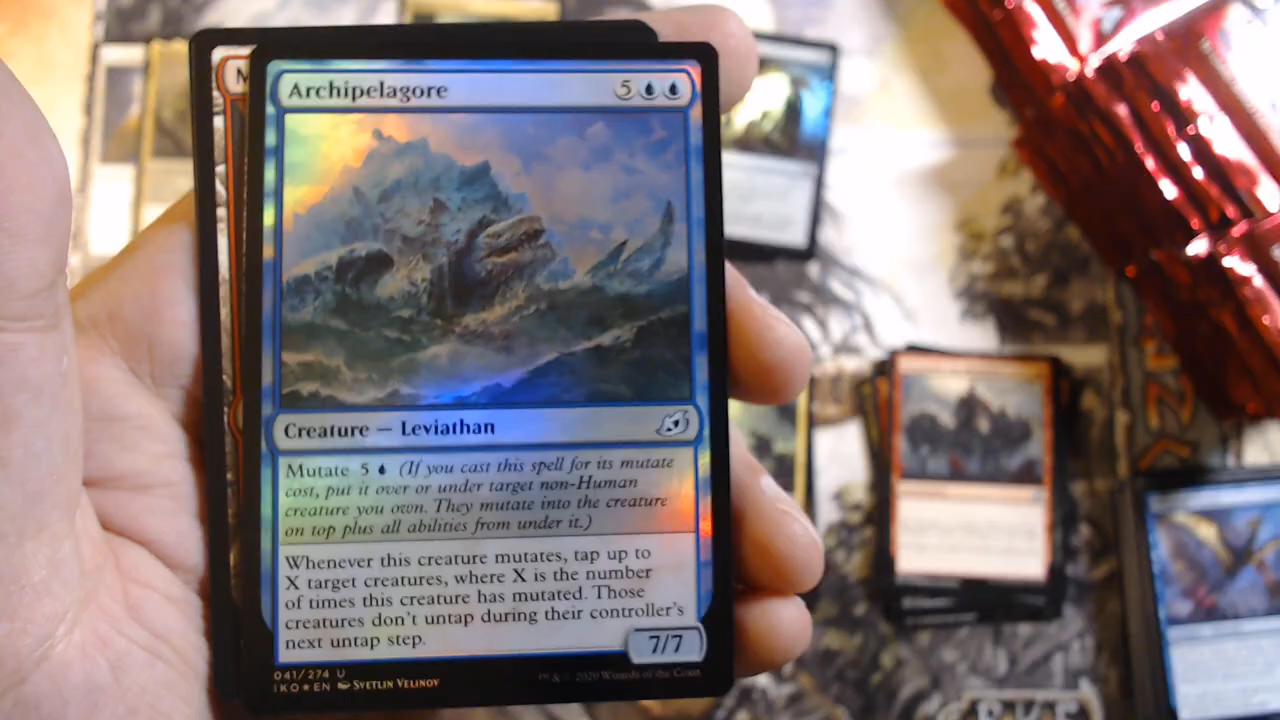 M
Archipelagore 5
Creature — Leviathan
Mutate 5 (If you cast this spell for its mutate
cost, put it over or under target non-Human
creature you own. They mutate into the creature
on top plus all abilities from under it.)
Whenever this creature mutates, tap up to
X target creatures, where X is the number
of times this creature has mutated. Those
creatures don't untap during their controller's
next untap step.
7/7
041/274 U
IKO★EN Svetlin Velinov
™ & © 2020 Wizards of the Coast